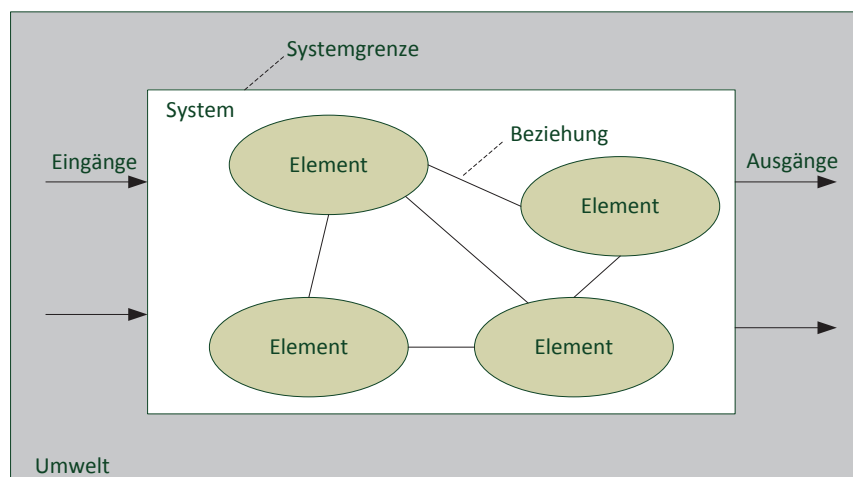 Systemgrenze
System
Beziehung
Eingänge
Element
Ausgänge
Element
Element
Element
Umwelt